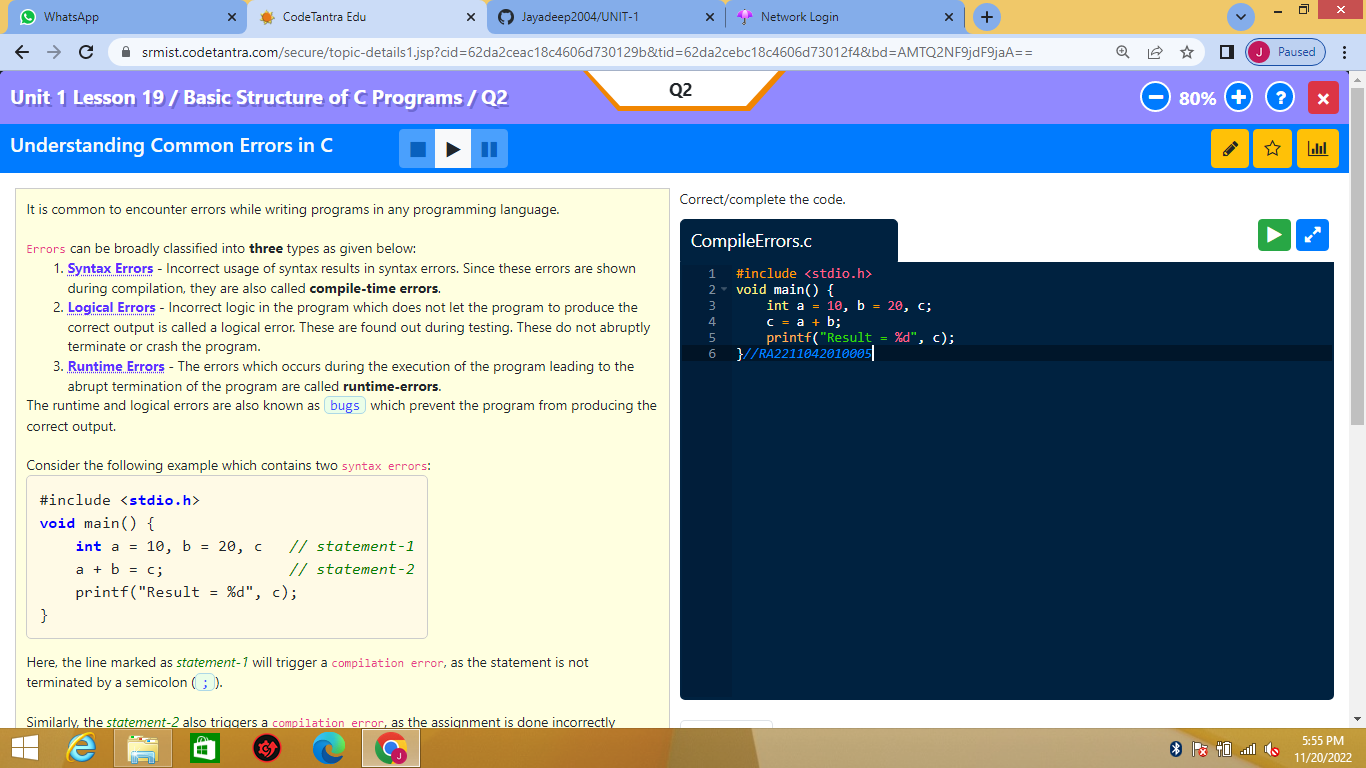 WhatsApp
CodeTantra Edu
Jayadeep2004/UNIT-1
Network Login
srmist.codetantra.com/secure/topic-details1.jsp?cid=62da2ceac18c4606d730129b&tid=62da2cebc18c4606d73012f4&bd=AMTQ2NF9jdF9jaA==
J Paused
Unit 1 Lesson 19 / Basic Structure of C Programs / Q2
Q2
80%
?
Understanding Common Errors in C
It is common to encounter errors while writing programs in any programming language.
Errors can be broadly classified into three types as given below:
1. Syntax Errors - Incorrect usage of syntax results in syntax errors. Since these errors are shown
during compilation, they are also called compile-time errors.
2. Logical Errors - Incorrect logic in the program which does not let the program to produce the
correct output is called a logical error. These are found out during testing. These do not abruptly
terminate or crash the program.
3. Runtime Errors - The errors which occurs during the execution of the program leading to the
abrupt termination of the program are called runtime-errors.
The runtime and logical errors are also known as bugs which prevent the program from producing the
correct output.
Consider the following example which contains two syntax errors:
#include <stdio.h>
void main() {
int a = 10, b = 20, c // statement-1
a + b = c; // statement-2
printf("Result = %d", c);
}
Here, the line marked as statement-1 will trigger a compilation error, as the statement is not
terminated by a semicolon ( ; ).
Similarly, the statement-2 also triggers a compilation error, as the assignment is done incorrectly
Correct/complete the code.
CompileErrors.c
1 #include <stdio.h>
2 void main() {
3 int a = 10, b = 20, c;
4 c = a + b;
5 printf("Result = %d", c);
6 }//RA2211042010005
J
5:55 PM
11/20/2022